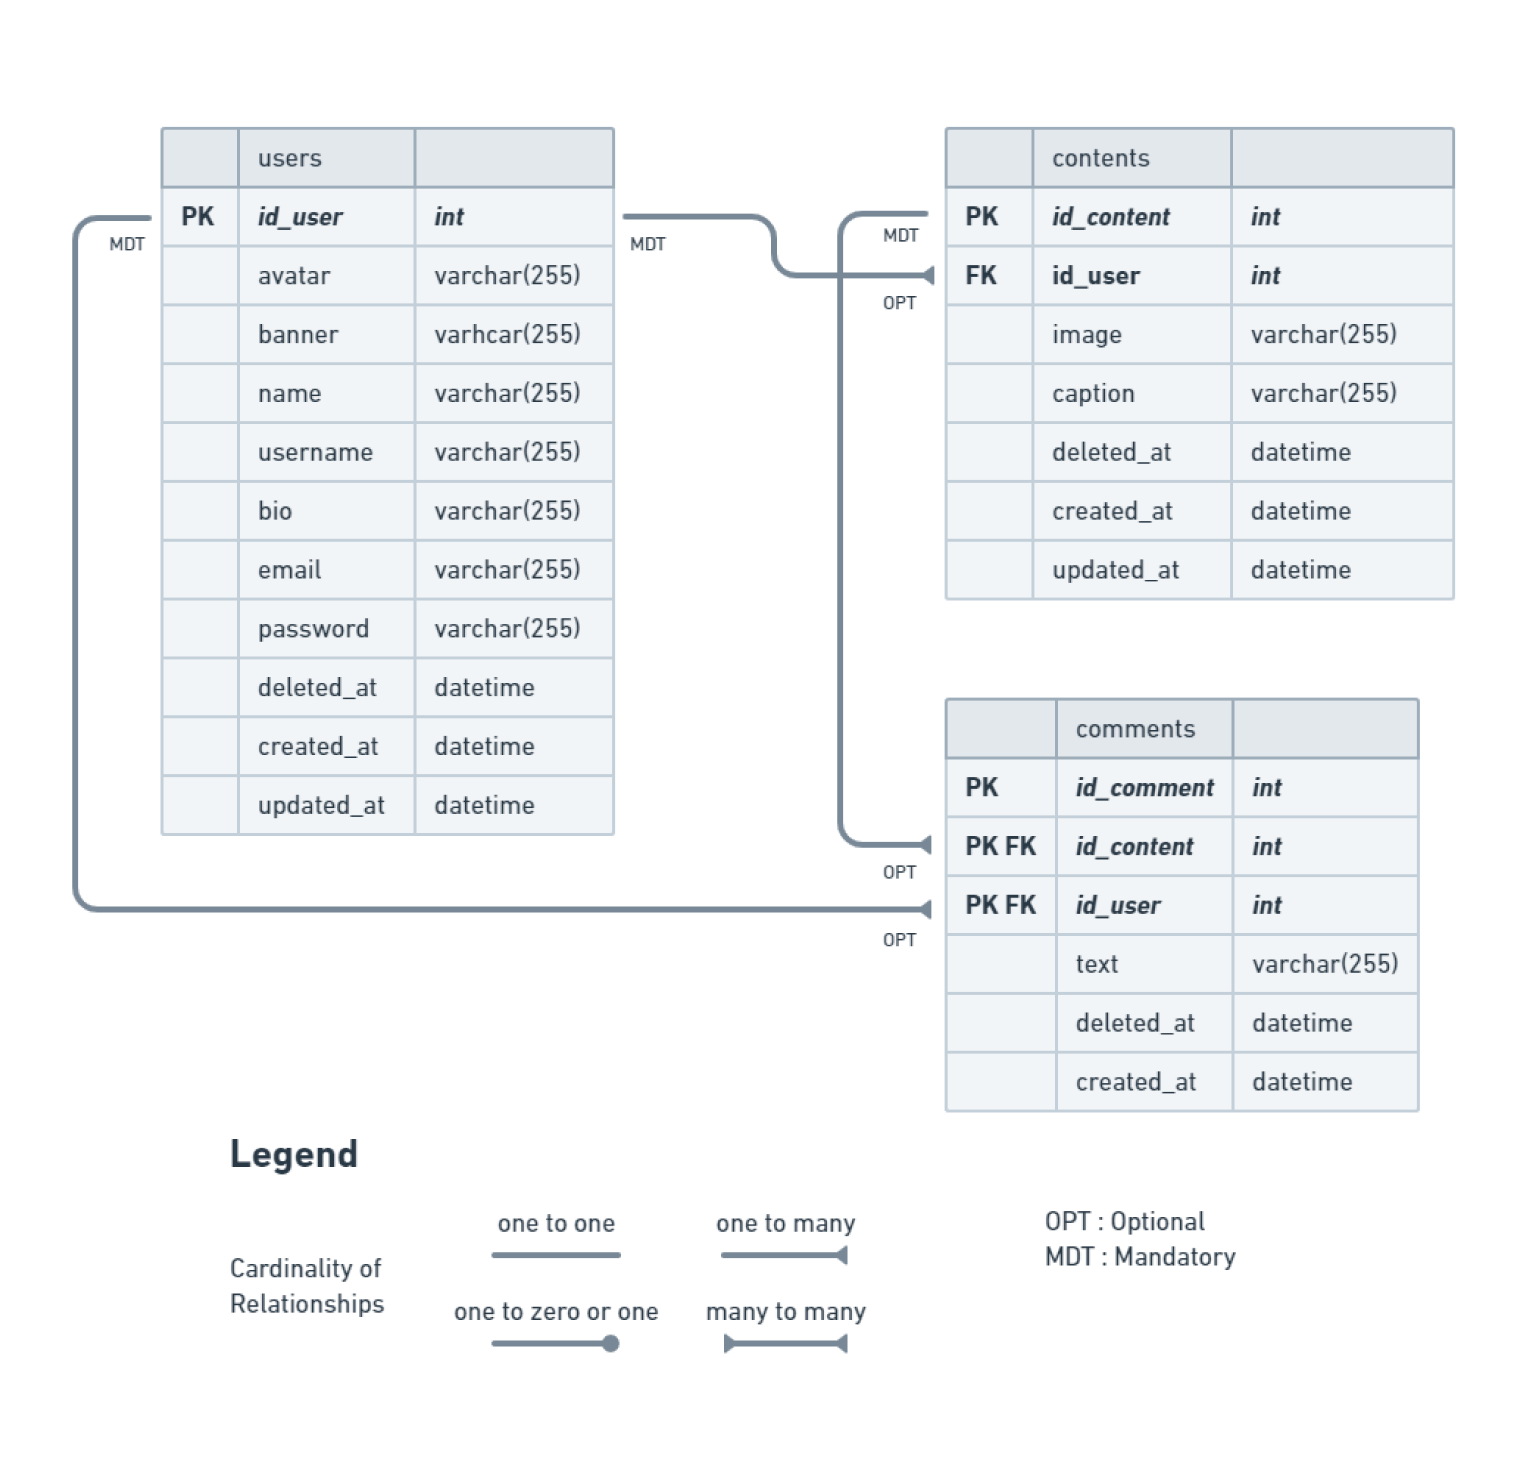 users
PK id_user int
avatar varchar(255)
banner varhcar(255)
name varchar(255)
username varchar(255)
bio varchar(255)
email varchar(255)
password varchar(255)
deleted_at datetime
created_at datetime
updated_at datetime
MDT
MDT
contents
PK id_content int
FK id_user int
image varchar(255)
caption varchar(255)
deleted_at datetime
created_at datetime
updated_at datetime
MDT
OPT
comments
PK id_comment int
PK FK id_content int
PK FK id_user int
text varchar(255)
deleted_at datetime
created_at datetime
OPT
OPT
Legend
Cardinality of
Relationships
one to one
one to many
one to zero or one
many to many
OPT : Optional
MDT : Mandatory